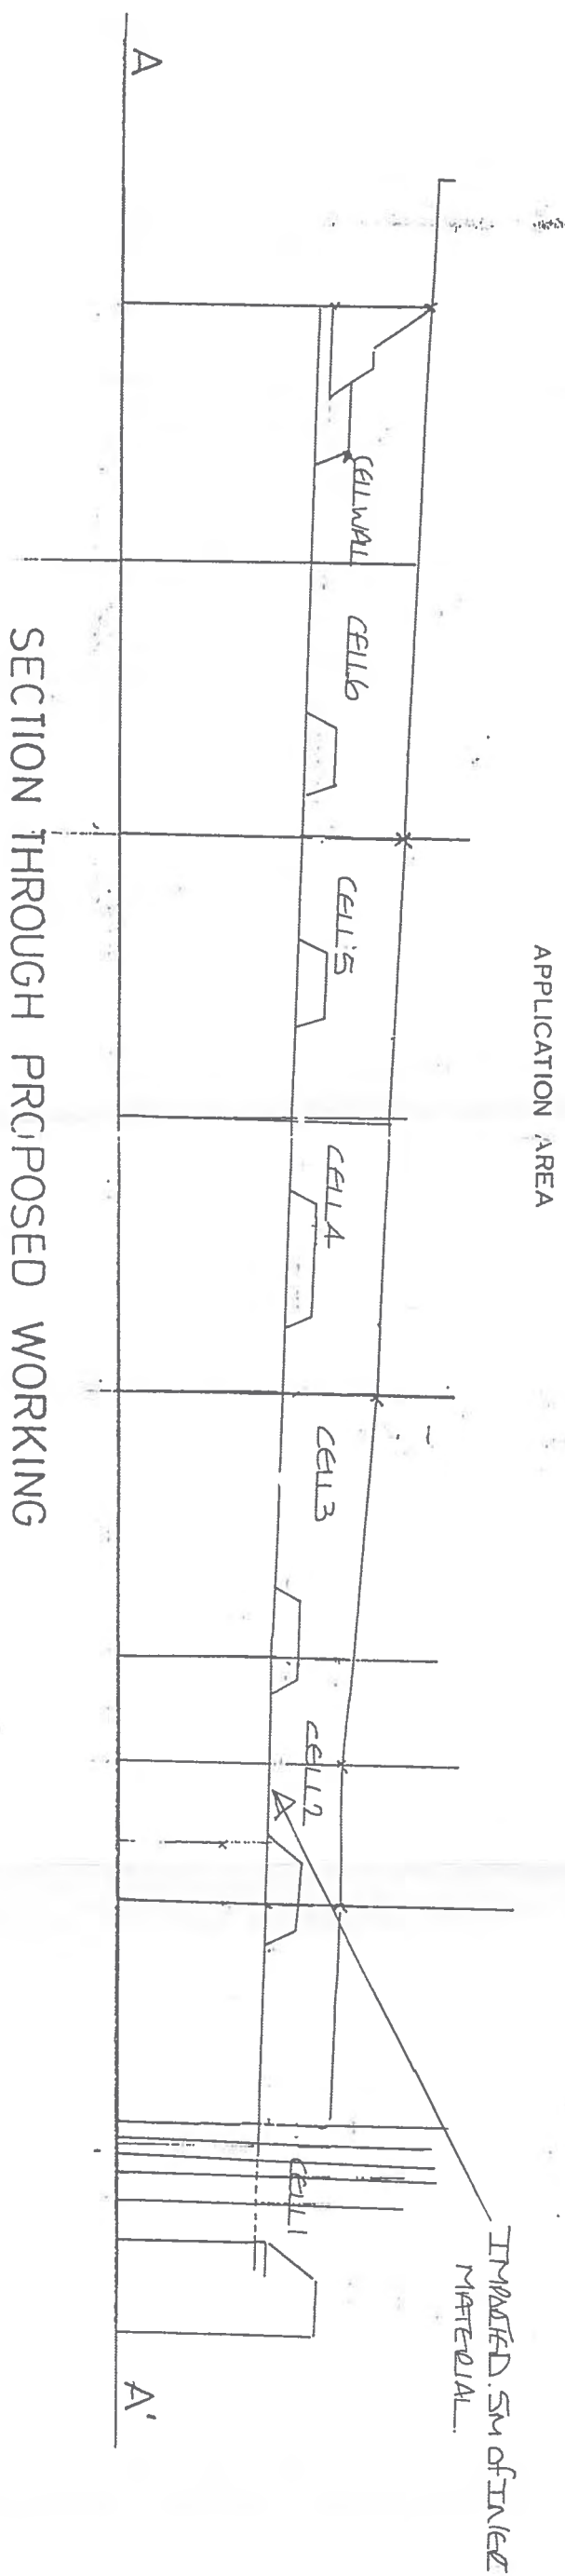 APPLICATION AREA
IMPORTED .5M of INERT
MATERIAL.
CELLWALL
CELL6
CELL5
CELL4
CELL3
CELL2
CELL1
A
A'
SECTION THROUGH PROPOSED WORKING